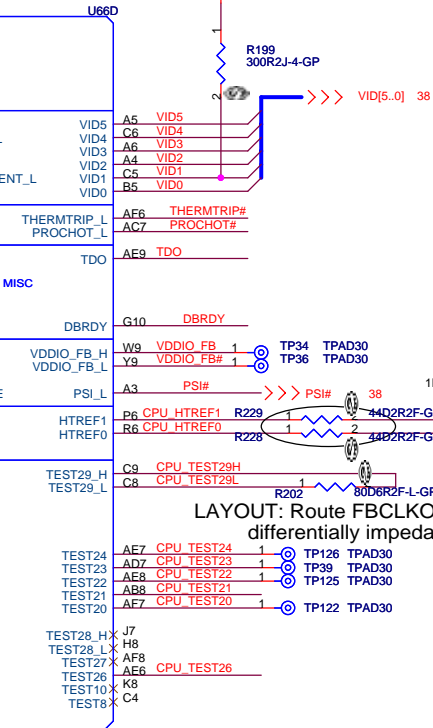 U66D
1
R199
300R2J-4-GP
2
VID[5..0] 38
VID5 A5 VID5
VID4 C6 VID4
VID3 A6 VID3
VID2 A4 VID2
ENT_L VID1 C5 VID1
VID0 B5 VID0
THERMTRIP_L AF6 THERMTRIP#
PROCHOT_L AC7 PROCHOT#
TDO AE9 TDO
MISC
DBRDY G10 DBRDY
VDDIO_FB_H W9 VDDIO_FB 1 TP34 TPAD30
VDDIO_FB_L Y9 VDDIO_FB# 1 TP36 TPAD30
PSI_L A3 PSI# PSI# 38
HTREF1 P6 CPU_HTREF1 R229 1 2 44D2R2F-G
HTREF0 R6 CPU_HTREF0 R228 1 2 44D2R2F-G
TEST29_H C9 CPU_TEST29H
TEST29_L C8 CPU_TEST29L 1
R202 80D6R2F-L-GP
LAYOUT: Route FBCLKO
differentially impeda
TEST24 AE7 CPU_TEST24 1 TP126 TPAD30
TEST23 AD7 CPU_TEST23 1 TP39 TPAD30
TEST22 AE8 CPU_TEST22 1 TP125 TPAD30
TEST21 AB8 CPU_TEST21
TEST20 AF7 CPU_TEST20 1 TP122 TPAD30
TEST28_H J7
TEST28_L H8
TEST27 AF8
TEST26 AE6 CPU_TEST26
TEST10 K8
TEST8 C4